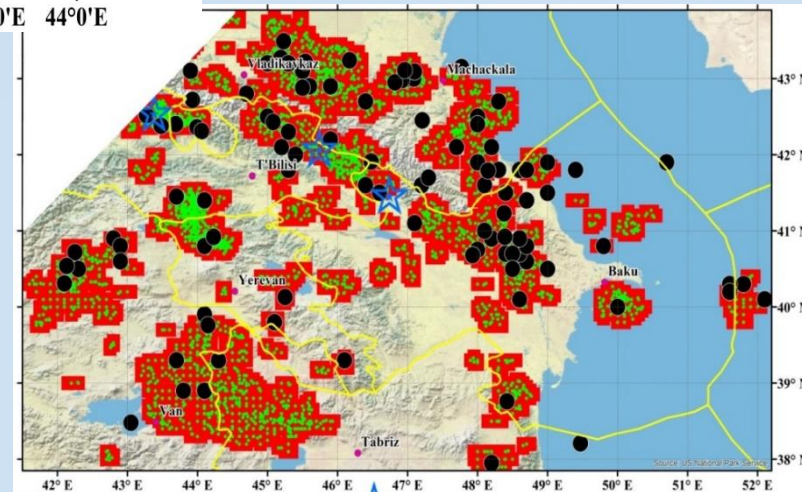 0'E 44°0'E
Vladikaykaz
Machackala
43° N
T'Bilisi
42° N
41° N
Yerevan
Baku
40° N
39° N
Van
Tabriz
38° N
Source: US National Park Service
42° E 43° E 44° E 45° E 46° E 47° E 48° E 49° E 50° E 51° E 52° E